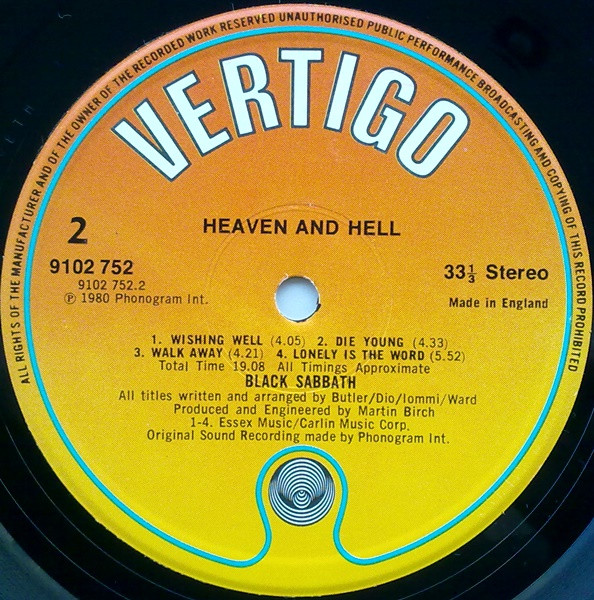 ALL RIGHTS OF THE MANUFACTURER AND OF THE OWNER OF THE RECORDED WORK RESERVED UNAUTHORISED PUBLIC PERFORMANCE BROADCASTING AND COPYING OF THIS RECORD PROHIBITED
VERTIGO
HEAVEN AND HELL
2
9102 752
9102 752.2
℗ 1980 Phonogram Int.
33⅓ Stereo
Made in England
1. WISHING WELL (4.05) 2. DIE YOUNG (4.33)
3. WALK AWAY (4.21) 4. LONELY IS THE WORD (5.52)
Total Time 19.08 All Timings Approximate
BLACK SABBATH
All titles written and arranged by Butler/Dio/Iommi/Ward
Produced and Engineered by Martin Birch
1-4. Essex Music/Carlin Music Corp.
Original Sound Recording made by Phonogram Int.